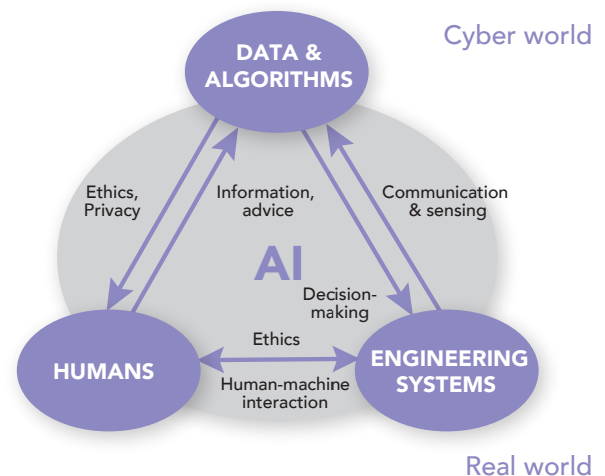 Cyber world
DATA &
ALGORITHMS
Ethics,
Privacy
Information,
advice
Communication
& sensing
AI
Decision-
making
Ethics
HUMANS
ENGINEERING
SYSTEMS
Human-machine
interaction
Real world